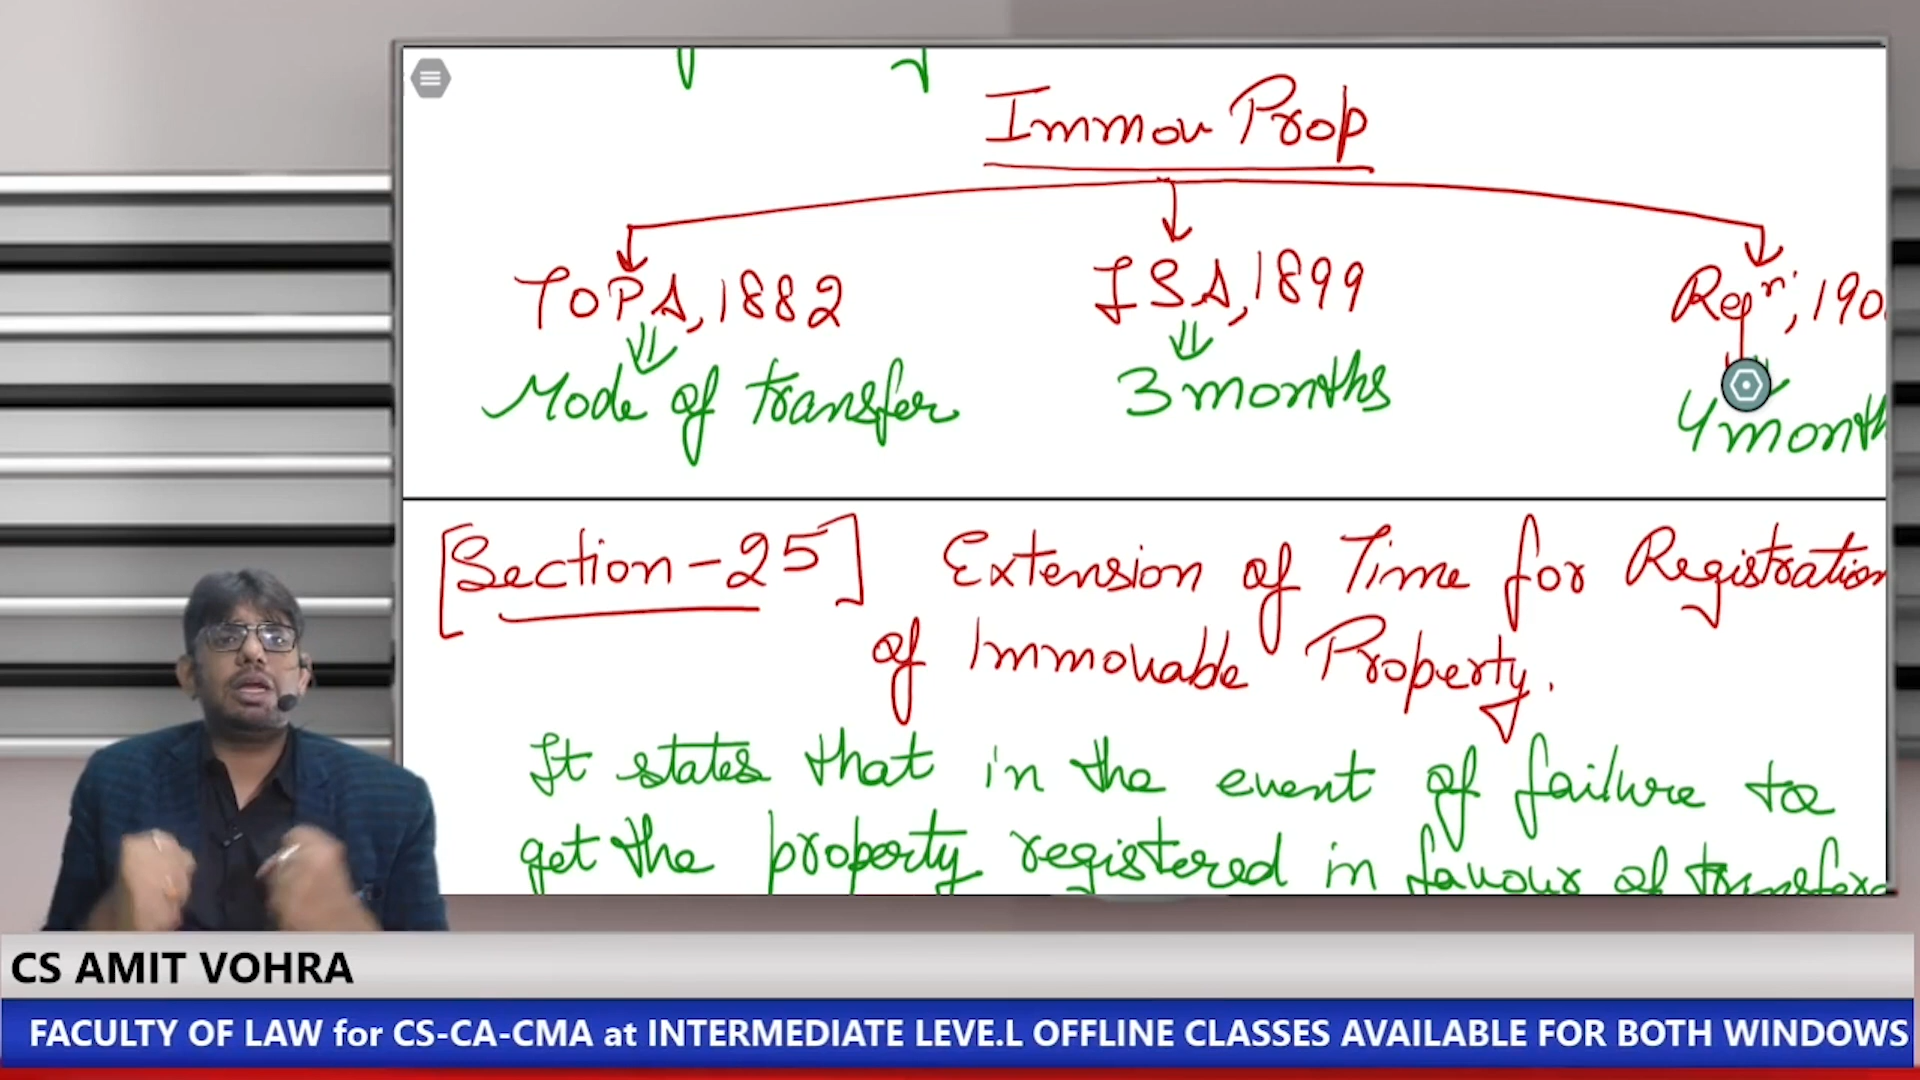 Immov Prop
TOPA, 1882 ISA, 1899 Regn, 190
Mode of transfer 3 months 4 month
[Section-25] Extension of Time for Registration
of Immovable Property.
It states that in the event of failure to
get the property registered in favour of transfere
CS AMIT VOHRA
FACULTY OF LAW for CS-CA-CMA at INTERMEDIATE LEVE.L OFFLINE CLASSES AVAILABLE FOR BOTH WINDOWS